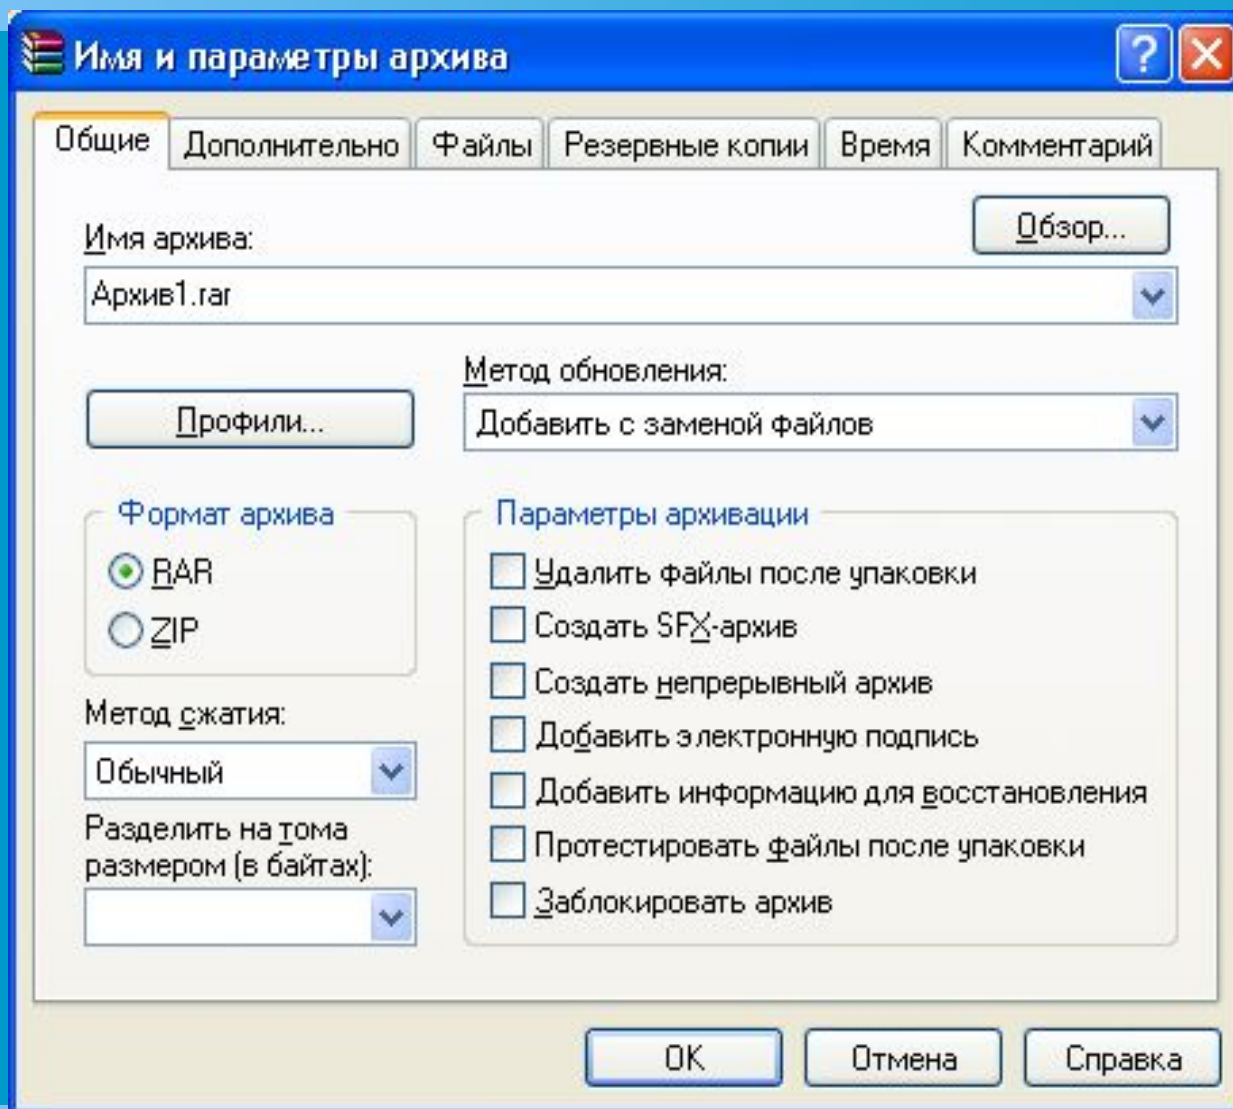 Имя и параметры архива
Общие Дополнительно Файлы Резервные копии Время Комментарий
Обзор...
Имя архива:
Архив1.rar
Метод обновления:
Профили...
Добавить с заменой файлов
Формат архива
RAR
ZIP
Метод сжатия:
Обычный
Разделить на тома
размером (в байтах):
Параметры архивации
Удалить файлы после упаковки
Создать SFX-архив
Создать непрерывный архив
Добавить электронную подпись
Добавить информацию для восстановления
Протестировать файлы после упаковки
Заблокировать архив
OK Отмена Справка